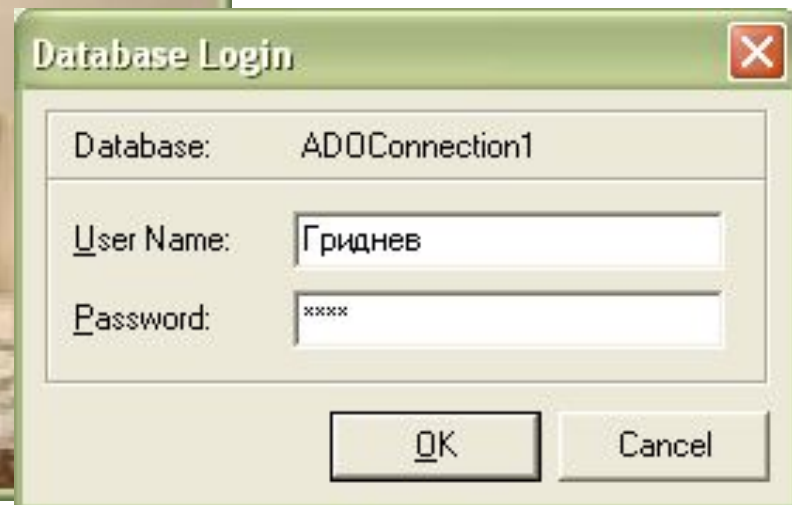 Database Login
Database: ADOConnection1
User Name: Гриднев
Password: ****
OK Cancel